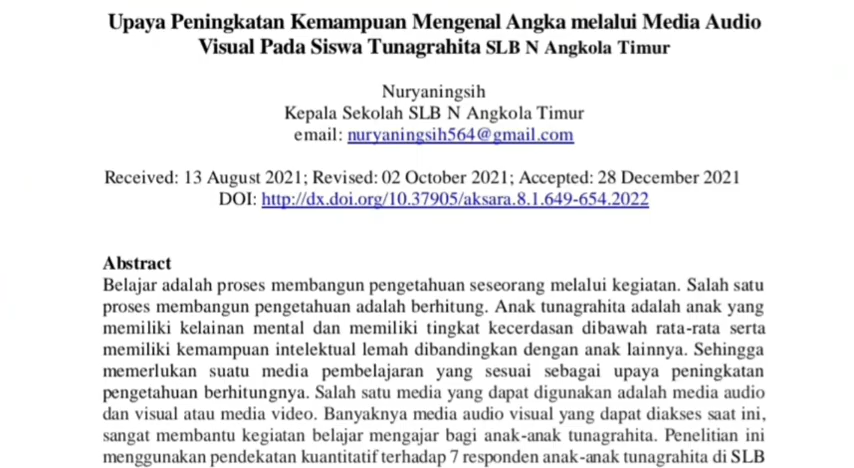 Upaya Peningkatan Kemampuan Mengenal Angka melalui Media Audio
Visual Pada Siswa Tunagrahita SLB N Angkola Timur
Nuryaningsih
Kepala Sekolah SLB N Angkola Timur
email: nuryaningsih564@gmail.com
Received: 13 August 2021; Revised: 02 October 2021; Accepted: 28 December 2021
DOI: http://dx.doi.org/10.37905/aksara.8.1.649-654.2022
Abstract
Belajar adalah proses membangun pengetahuan seseorang melalui kegiatan. Salah satu
proses membangun pengetahuan adalah berhitung. Anak tunagrahita adalah anak yang
memiliki kelainan mental dan memiliki tingkat kecerdasan dibawah rata-rata serta
memiliki kemampuan intelektual lemah dibandingkan dengan anak lainnya. Sehingga
memerlukan suatu media pembelajaran yang sesuai sebagai upaya peningkatan
pengetahuan berhitungnya. Salah satu media yang dapat digunakan adalah media audio
dan visual atau media video. Banyaknya media audio visual yang dapat diakses saat ini,
sangat membantu kegiatan belajar mengajar bagi anak-anak tunagrahita. Penelitian ini
menggunakan pendekatan kuantitatif terhadap 7 responden anak-anak tunagrahita di SLB